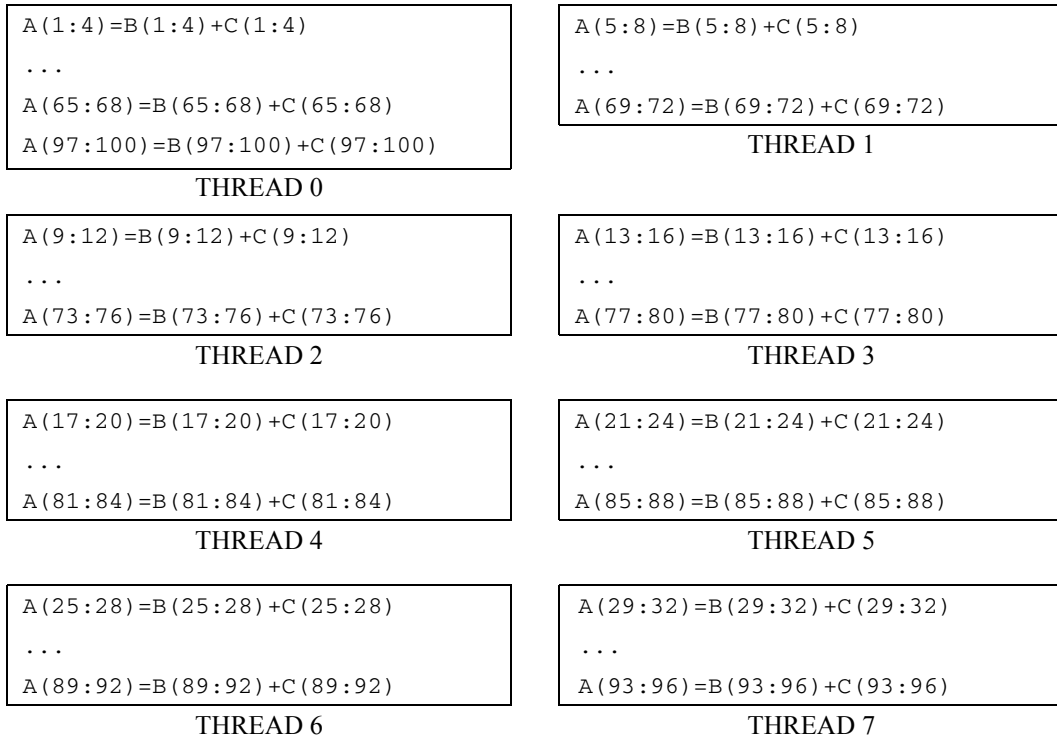 A(1:4)=B(1:4)+C(1:4)
...
A(65:68)=B(65:68)+C(65:68)
A(97:100)=B(97:100)+C(97:100)
THREAD 0
A(5:8)=B(5:8)+C(5:8)
...
A(69:72)=B(69:72)+C(69:72)
THREAD 1
A(9:12)=B(9:12)+C(9:12)
...
A(73:76)=B(73:76)+C(73:76)
THREAD 2
A(13:16)=B(13:16)+C(13:16)
...
A(77:80)=B(77:80)+C(77:80)
THREAD 3
A(17:20)=B(17:20)+C(17:20)
...
A(81:84)=B(81:84)+C(81:84)
THREAD 4
A(21:24)=B(21:24)+C(21:24)
...
A(85:88)=B(85:88)+C(85:88)
THREAD 5
A(25:28)=B(25:28)+C(25:28)
...
A(89:92)=B(89:92)+C(89:92)
THREAD 6
A(29:32)=B(29:32)+C(29:32)
...
A(93:96)=B(93:96)+C(93:96)
THREAD 7